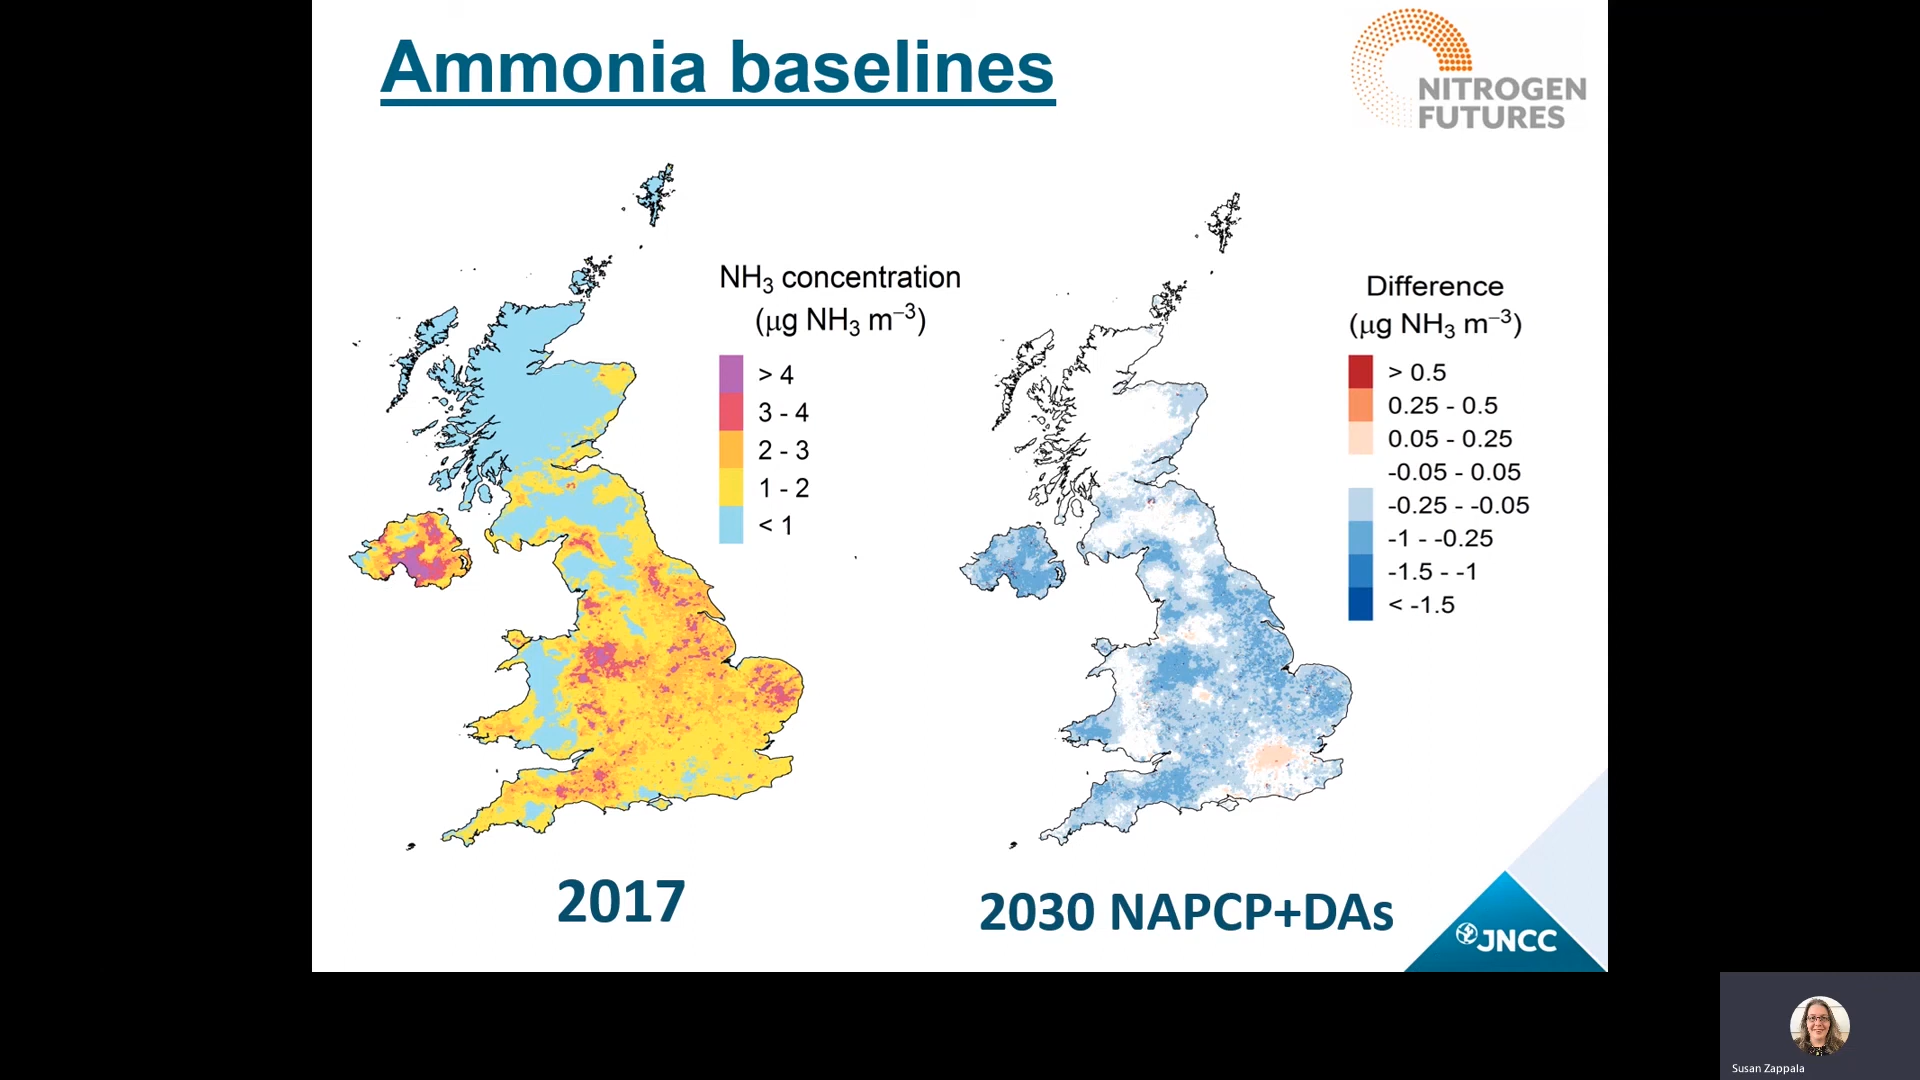 Ammonia baselines
NITROGEN
FUTURES
NH₃ concentration
(µg NH₃ m⁻³)
> 4
3 - 4
2 - 3
1 - 2
< 1
Difference
(µg NH₃ m⁻³)
> 0.5
0.25 - 0.5
0.05 - 0.25
-0.05 - 0.05
-0.25 - -0.05
-1 - -0.25
-1.5 - -1
< -1.5
2017
2030 NAPCP+DAs
JNCC
Susan Zappala